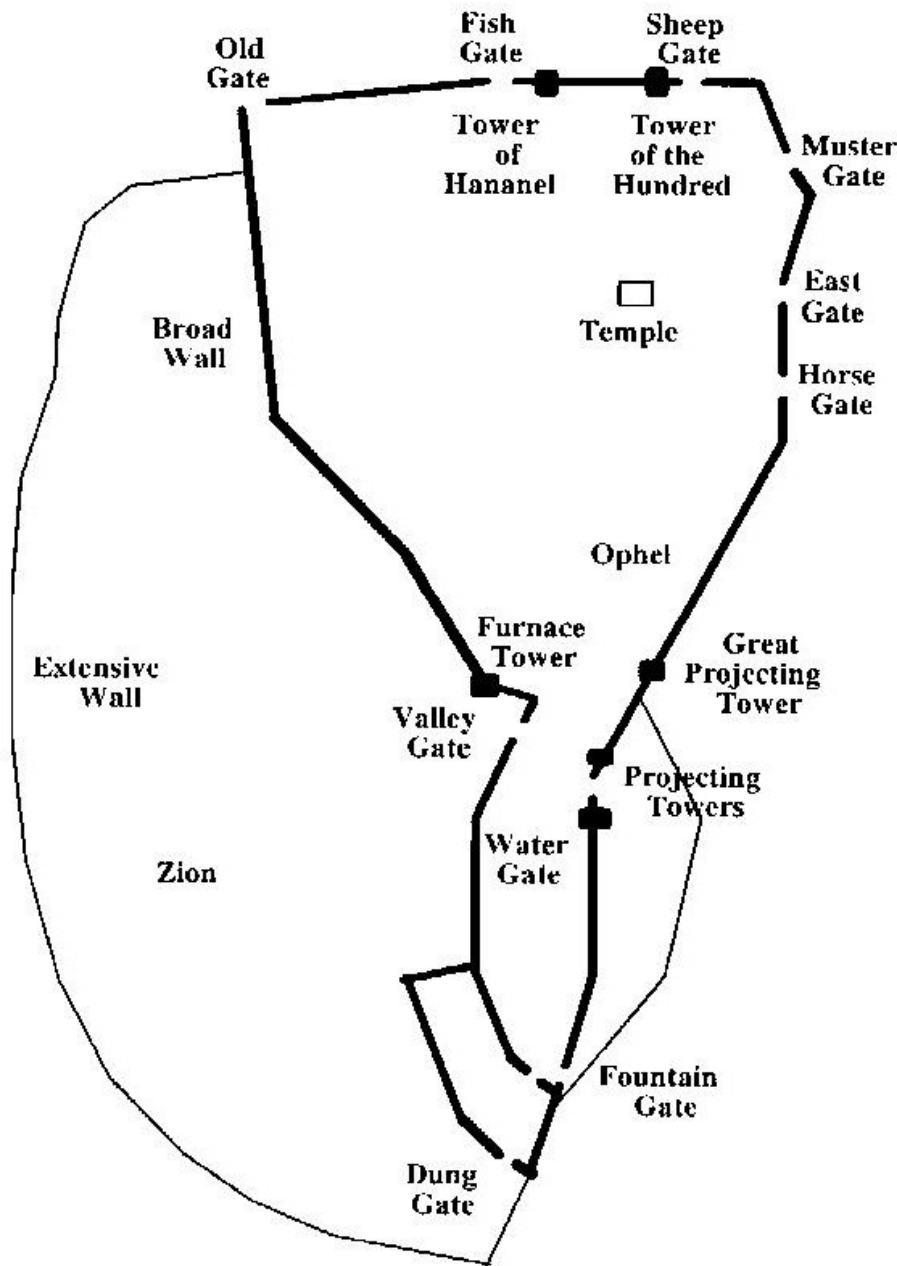 Old
Gate
Fish
Gate
Sheep
Gate
Tower
of
Hananel
Tower
of the
Hundred
Muster
Gate
East
Gate
Temple
Broad
Wall
Horse
Gate
Ophel
Furnace
Tower
Great
Projecting
Tower
Extensive
Wall
Valley
Gate
Projecting
Towers
Water
Gate
Zion
Fountain
Gate
Dung
Gate